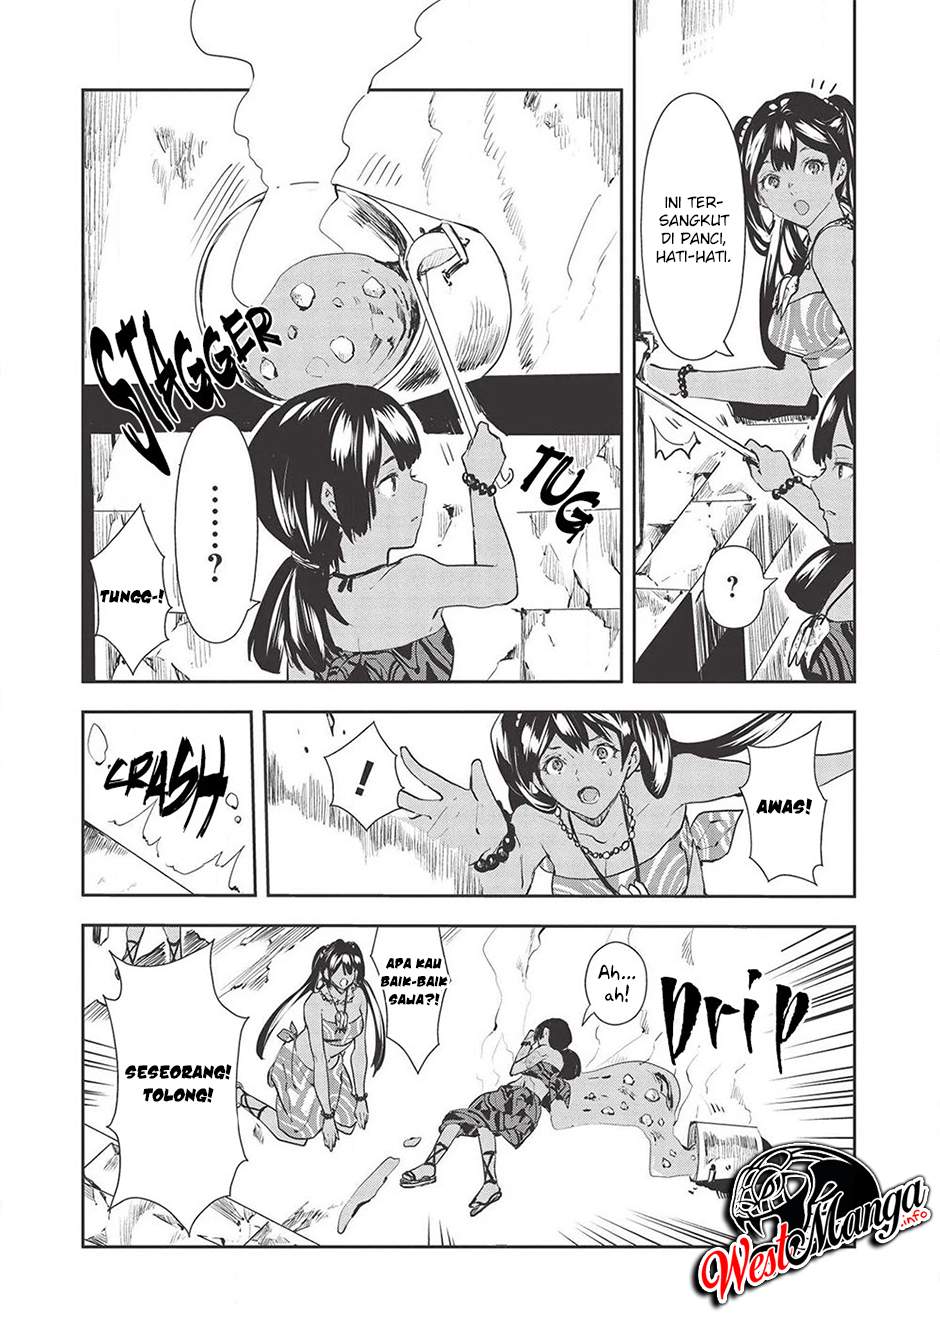 INI TER-
SANGKUT
DI PANCI,
HATI-HATI.
?
STAGGER
TUG
......?
TUNGG-!
AWAS!
!
CRASH
Drip
Ah...
ah!
APA KAU
BAIK-BAIK
SAJA?!
SESEORANG!
TOLONG!
WestManga
.info